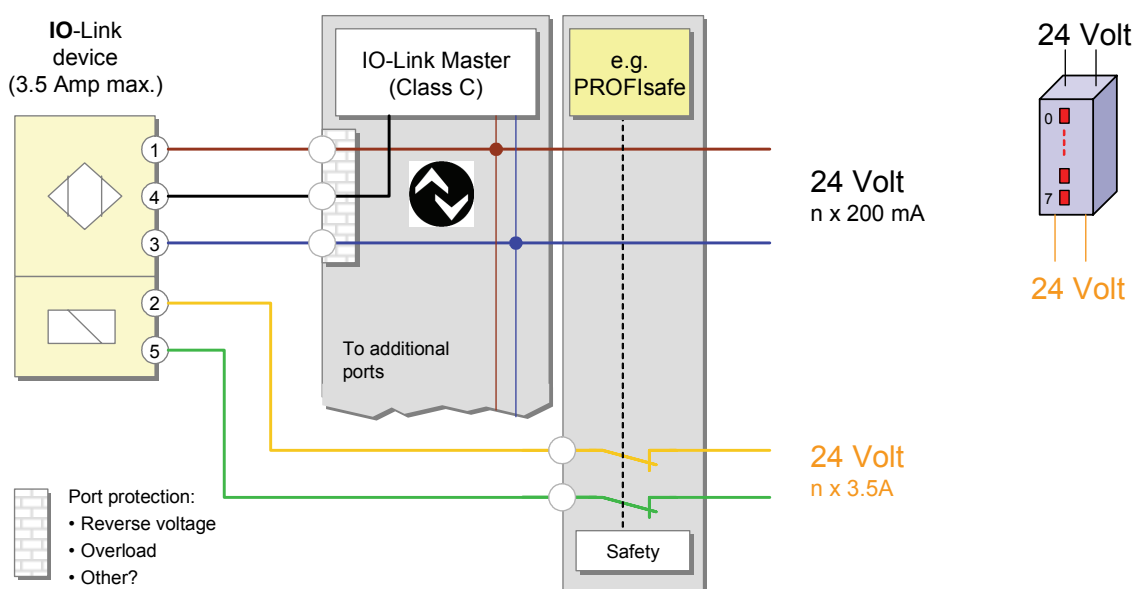 IO-Link
device
(3.5 Amp max.)
IO-Link Master
(Class C)
e.g.
PROFIsafe
24 Volt
0
7
24 Volt
1
4
3
2
5
24 Volt
n x 200 mA
To additional
ports
24 Volt
n x 3.5A
Port protection:
• Reverse voltage
• Overload
• Other?
Safety